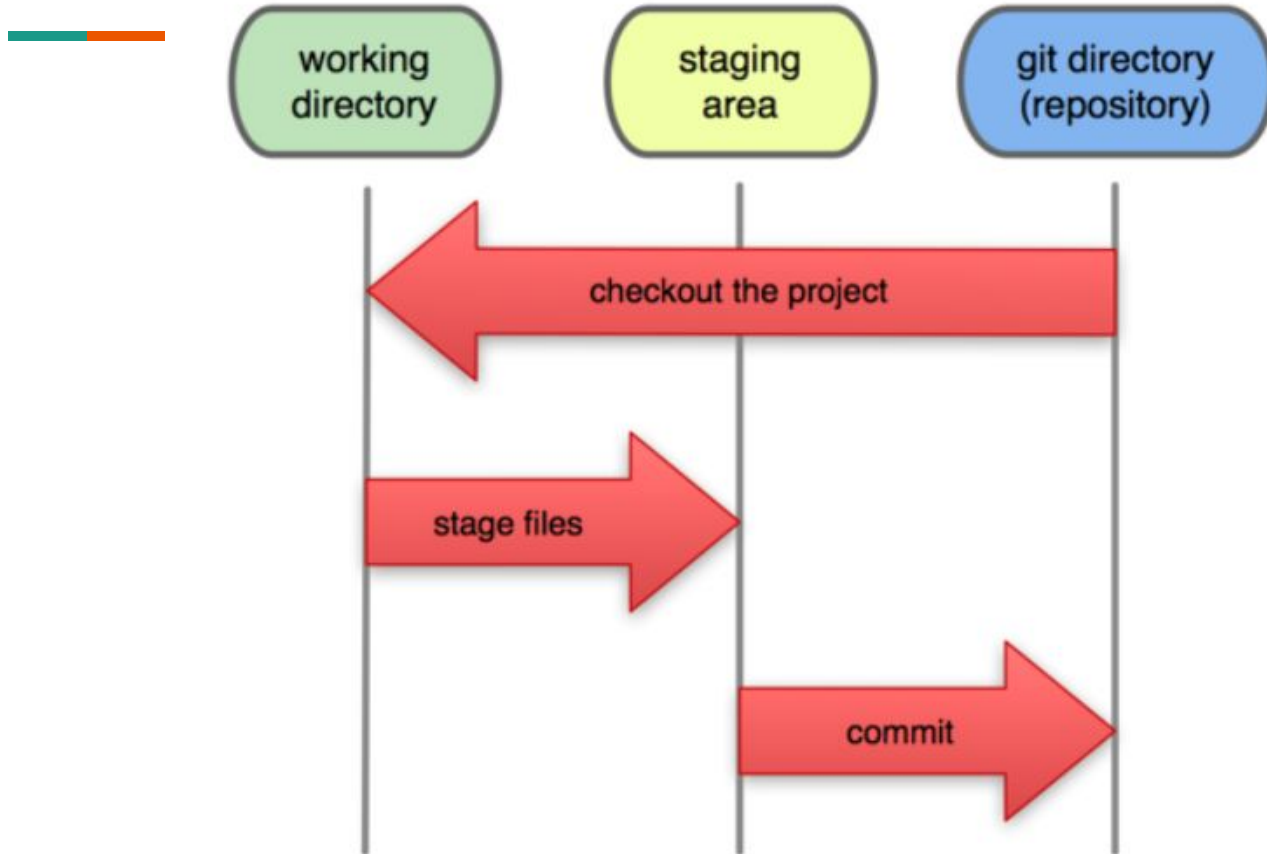 working
directory
staging
area
git directory
(repository)
checkout the project
stage files
commit